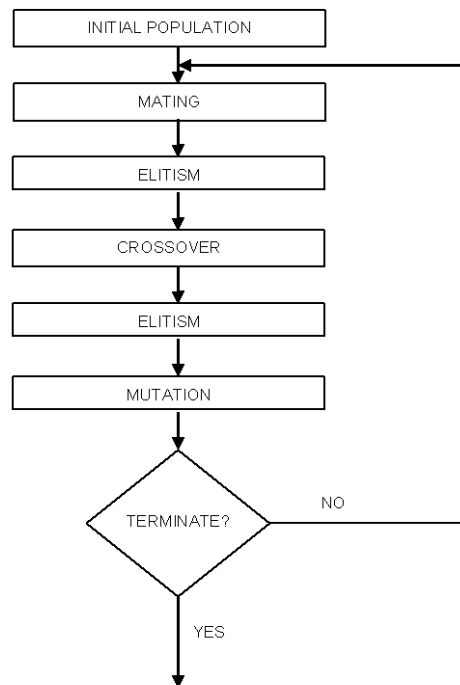 INITIAL POPULATION
MATING
ELITISM
CROSSOVER
ELITISM
MUTATION
TERMINATE?
NO
YES